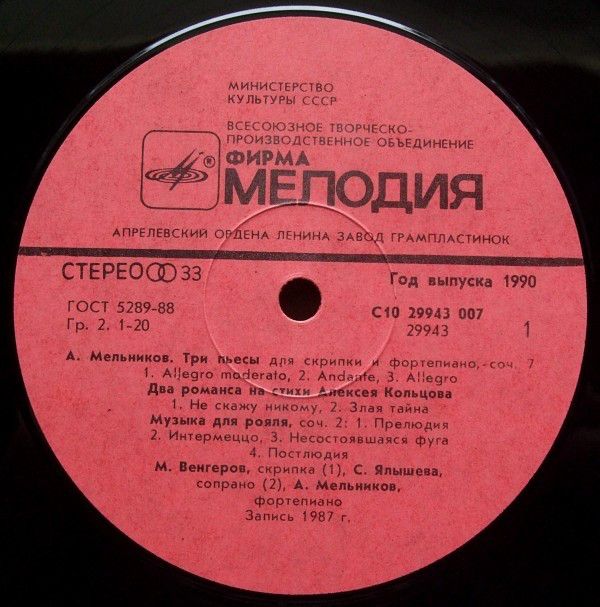 МИНИСТЕРСТВО
КУЛЬТУРЫ СССР
ВСЕСОЮЗНОЕ ТВОРЧЕСКО-
ПРОИЗВОДСТВЕННОЕ ОБЪЕДИНЕНИЕ
®
ФИРМА
МЕЛОДИЯ
АПРЕЛЕВСКИЙ ОРДЕНА ЛЕНИНА ЗАВОД ГРАМПЛАСТИНОК
СТЕРЕО 33
Год выпуска 1990
ГОСТ 5289-88
С10 29943 007
Гр. 2. 1-20
29943
1
А. Мельников. Три пьесы для скрипки и фортепиано, соч. 7
1. Allegro moderato, 2. Andante, 3. Allegro
Два романса на стихи Алексея Кольцова
1. Не скажу никому, 2. Злая тайна
Музыка для рояля, соч. 2: 1. Прелюдия
2. Интермеццо, 3. Несостоявшаяся фуга
4. Постлюдия
М. Венгеров, скрипка (1), С. Ялышева,
сопрано (2), А. Мельников,
фортепиано
Запись 1987 г.